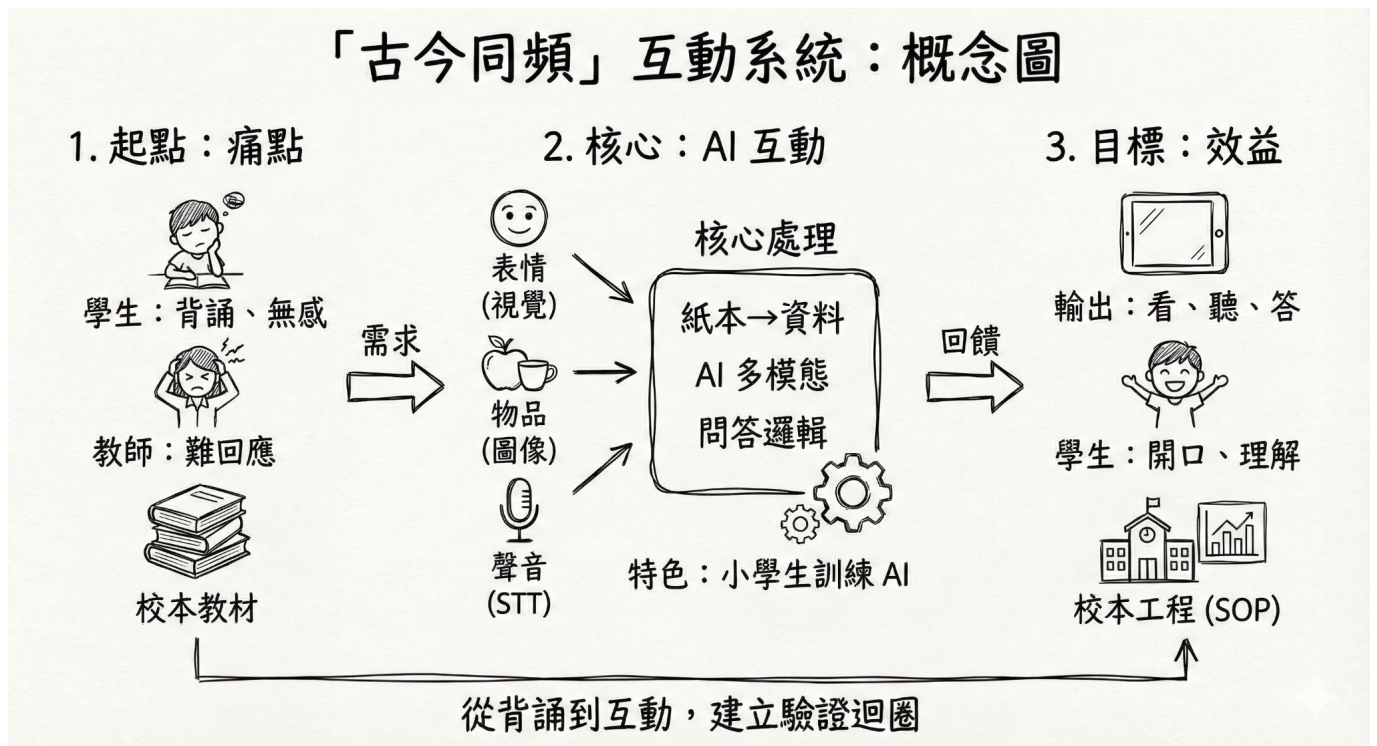 「古今同頻」互動系統：概念圖
1. 起點：痛點
學生：背誦、無感
教師：難回應
校本教材
需求
2. 核心：AI 互動
表情
(視覺)
物品
(圖像)
聲音
(STT)
核心處理
紙本→資料
AI 多模態
問答邏輯
特色：小學生訓練 AI
回饋
3. 目標：效益
輸出：看、聽、答
學生：開口、理解
校本工程 (SOP)
從背誦到互動，建立驗證迴圈